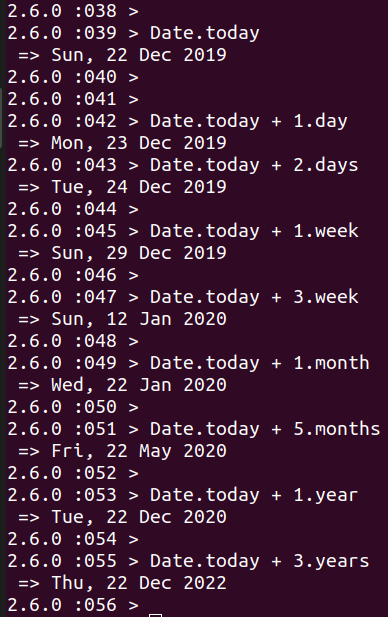 2.6.0 :038 >
2.6.0 :039 > Date.today
 => Sun, 22 Dec 2019
2.6.0 :040 >
2.6.0 :041 >
2.6.0 :042 > Date.today + 1.day
 => Mon, 23 Dec 2019
2.6.0 :043 > Date.today + 2.days
 => Tue, 24 Dec 2019
2.6.0 :044 >
2.6.0 :045 > Date.today + 1.week
 => Sun, 29 Dec 2019
2.6.0 :046 >
2.6.0 :047 > Date.today + 3.week
 => Sun, 12 Jan 2020
2.6.0 :048 >
2.6.0 :049 > Date.today + 1.month
 => Wed, 22 Jan 2020
2.6.0 :050 >
2.6.0 :051 > Date.today + 5.months
 => Fri, 22 May 2020
2.6.0 :052 >
2.6.0 :053 > Date.today + 1.year
 => Tue, 22 Dec 2020
2.6.0 :054 >
2.6.0 :055 > Date.today + 3.years
 => Thu, 22 Dec 2022
2.6.0 :056 >